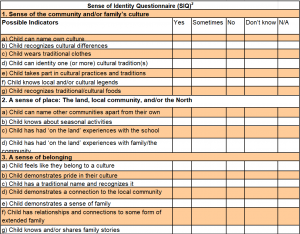 Sense of Identity Questionnaire (SIQ)²
1. Sense of the community and/or family's culture
Possible Indicators Yes Sometimes No Don't know N/A
a) Child can name own culture
b) Child recognizes cultural differences
c) Child wears traditional clothes
d) Child can identity one (or more) cultural tradition(s)
e) Child takes part in cultural practices and traditions
f) Child knows local and/or cultural legends
g) Child recognizes traditional/cultural foods
2. A sense of place: The land, local community, and/or the North
a) Child can name other communities apart from their own
b) Child knows about seasonal activities
c) Child has had 'on the land' experiences with the school
d) Child has had 'on the land' experiences with family/the
community
3. A sense of belonging
a) Child feels like they belong to a culture
b) Child demonstrates pride in their culture
c) Child has a traditional name and recognizes it
d) Child demonstrates a connection to the local community
e) Child demonstrates a sense of family
f) Child has relationships and connections to some form of
extended family
g) Child knows and/or shares family stories